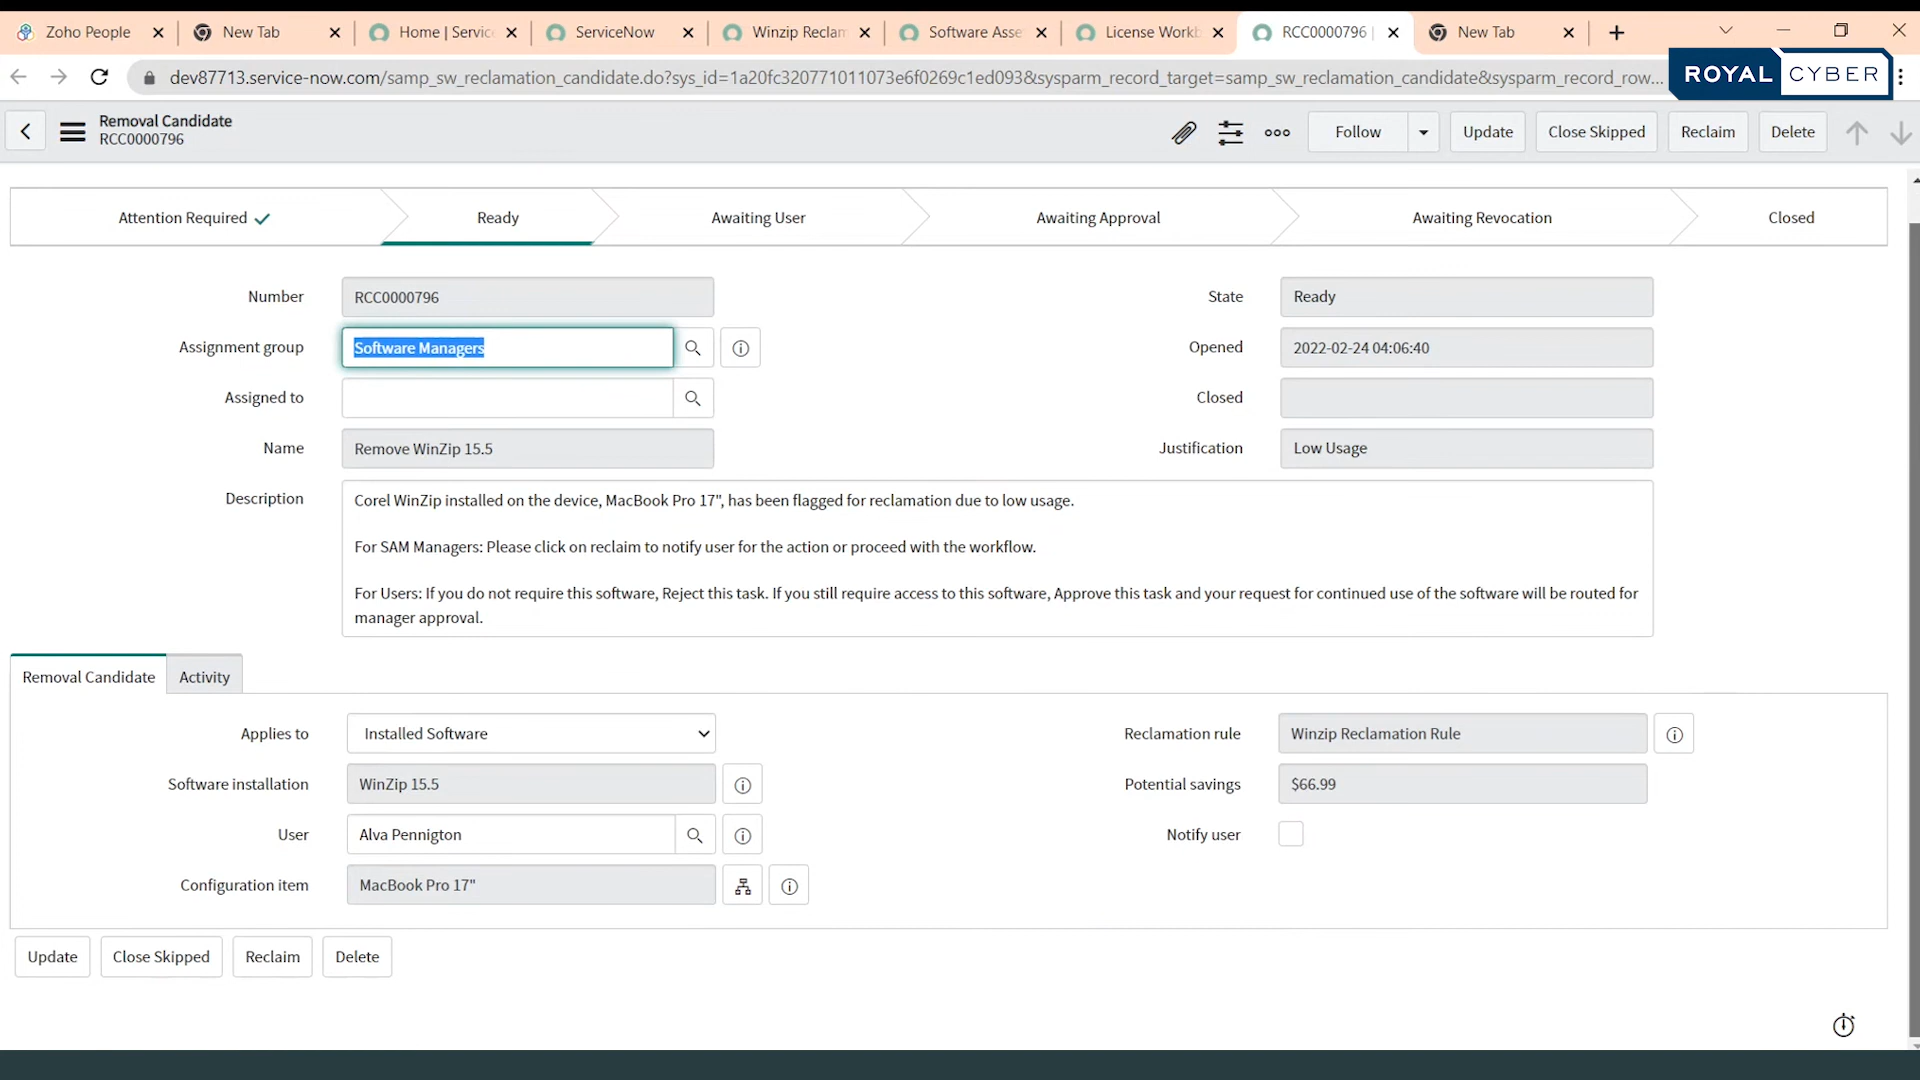 Zoho People
New Tab
Home | Servic
ServiceNow
Winzip Reclam
Software Asse
License Workb
RCC0000796 |
New Tab
dev87713.service-now.com/samp_sw_reclamation_candidate.do?sys_id=1a20fc320771011073e6f0269c1ed093&sysparm_record_target=samp_sw_reclamation_candidate&sysparm_record_row...
ROYAL CYBER
Removal Candidate
RCC0000796
Follow
Update
Close Skipped
Reclaim
Delete
Attention Required
Ready
Awaiting User
Awaiting Approval
Awaiting Revocation
Closed
Number RCC0000796
State Ready
Assignment group Software Managers
Opened 2022-02-24 04:06:40
Assigned to
Closed
Name Remove WinZip 15.5
Justification Low Usage
Description
Corel WinZip installed on the device, MacBook Pro 17", has been flagged for reclamation due to low usage.
For SAM Managers: Please click on reclaim to notify user for the action or proceed with the workflow.
For Users: If you do not require this software, Reject this task. If you still require access to this software, Approve this task and your request for continued use of the software will be routed for
manager approval.
Removal Candidate
Activity
Applies to Installed Software
Reclamation rule Winzip Reclamation Rule
Software installation WinZip 15.5
Potential savings $66.99
User Alva Pennigton
Notify user
Configuration item MacBook Pro 17"
Update
Close Skipped
Reclaim
Delete